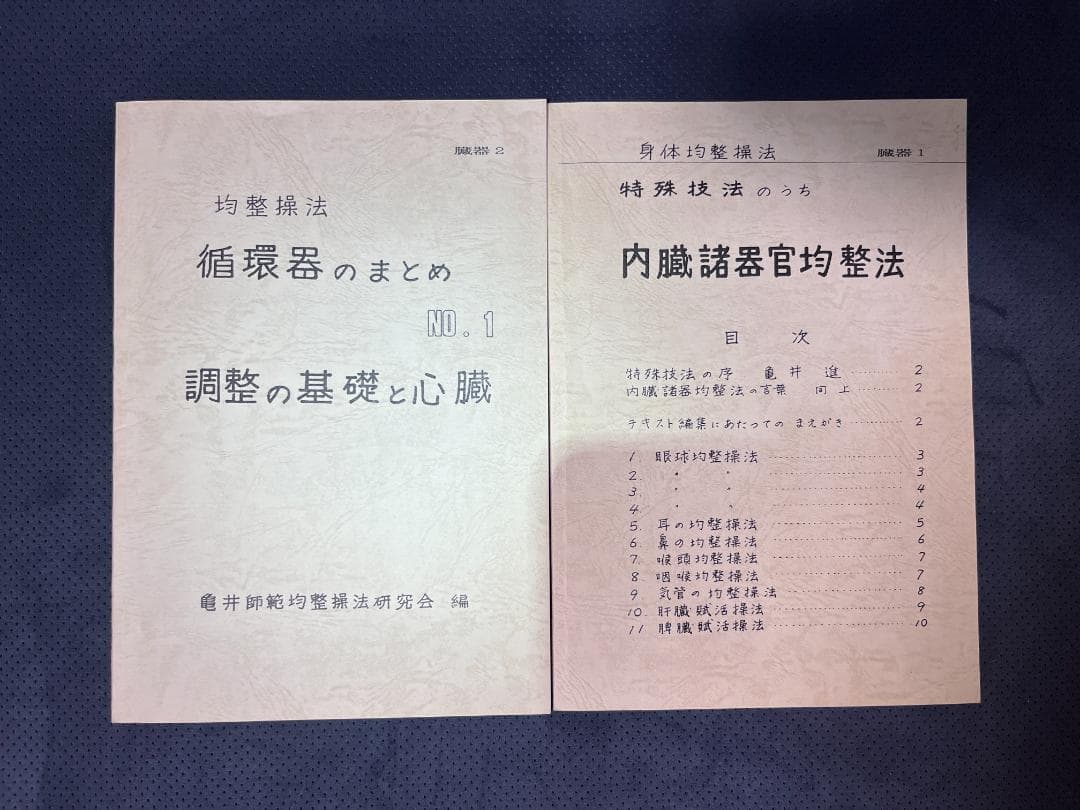 臓器2
均整操法
循環器のまとめ
NO.1
調整の基礎と心臓
亀井師範均整操法研究会 編
身体均整操法 臓器1
特殊技法のうち
内臓諸器官均整法
目 次
特殊技法の序 亀井 進 ………… 2
内臓諸器均整法の言葉 同上 ………… 2
テキスト編集にあたっての まえがき ………… 2
1. 眼球均整操法 ………… 3
2. 〃 〃 ………… 3
3. 〃 〃 ………… 4
4. 〃 〃 ………… 4
5. 耳の均整操法 ………… 5
6. 鼻の均整操法 ………… 6
7. 喉頭均整操法 ………… 7
8 咽喉均整操法 ………… 7
9 気管の均整操法 ………… 8
10. 肝臓賦活操法 ………… 9
11 脾臓賦活操法 ………… 10